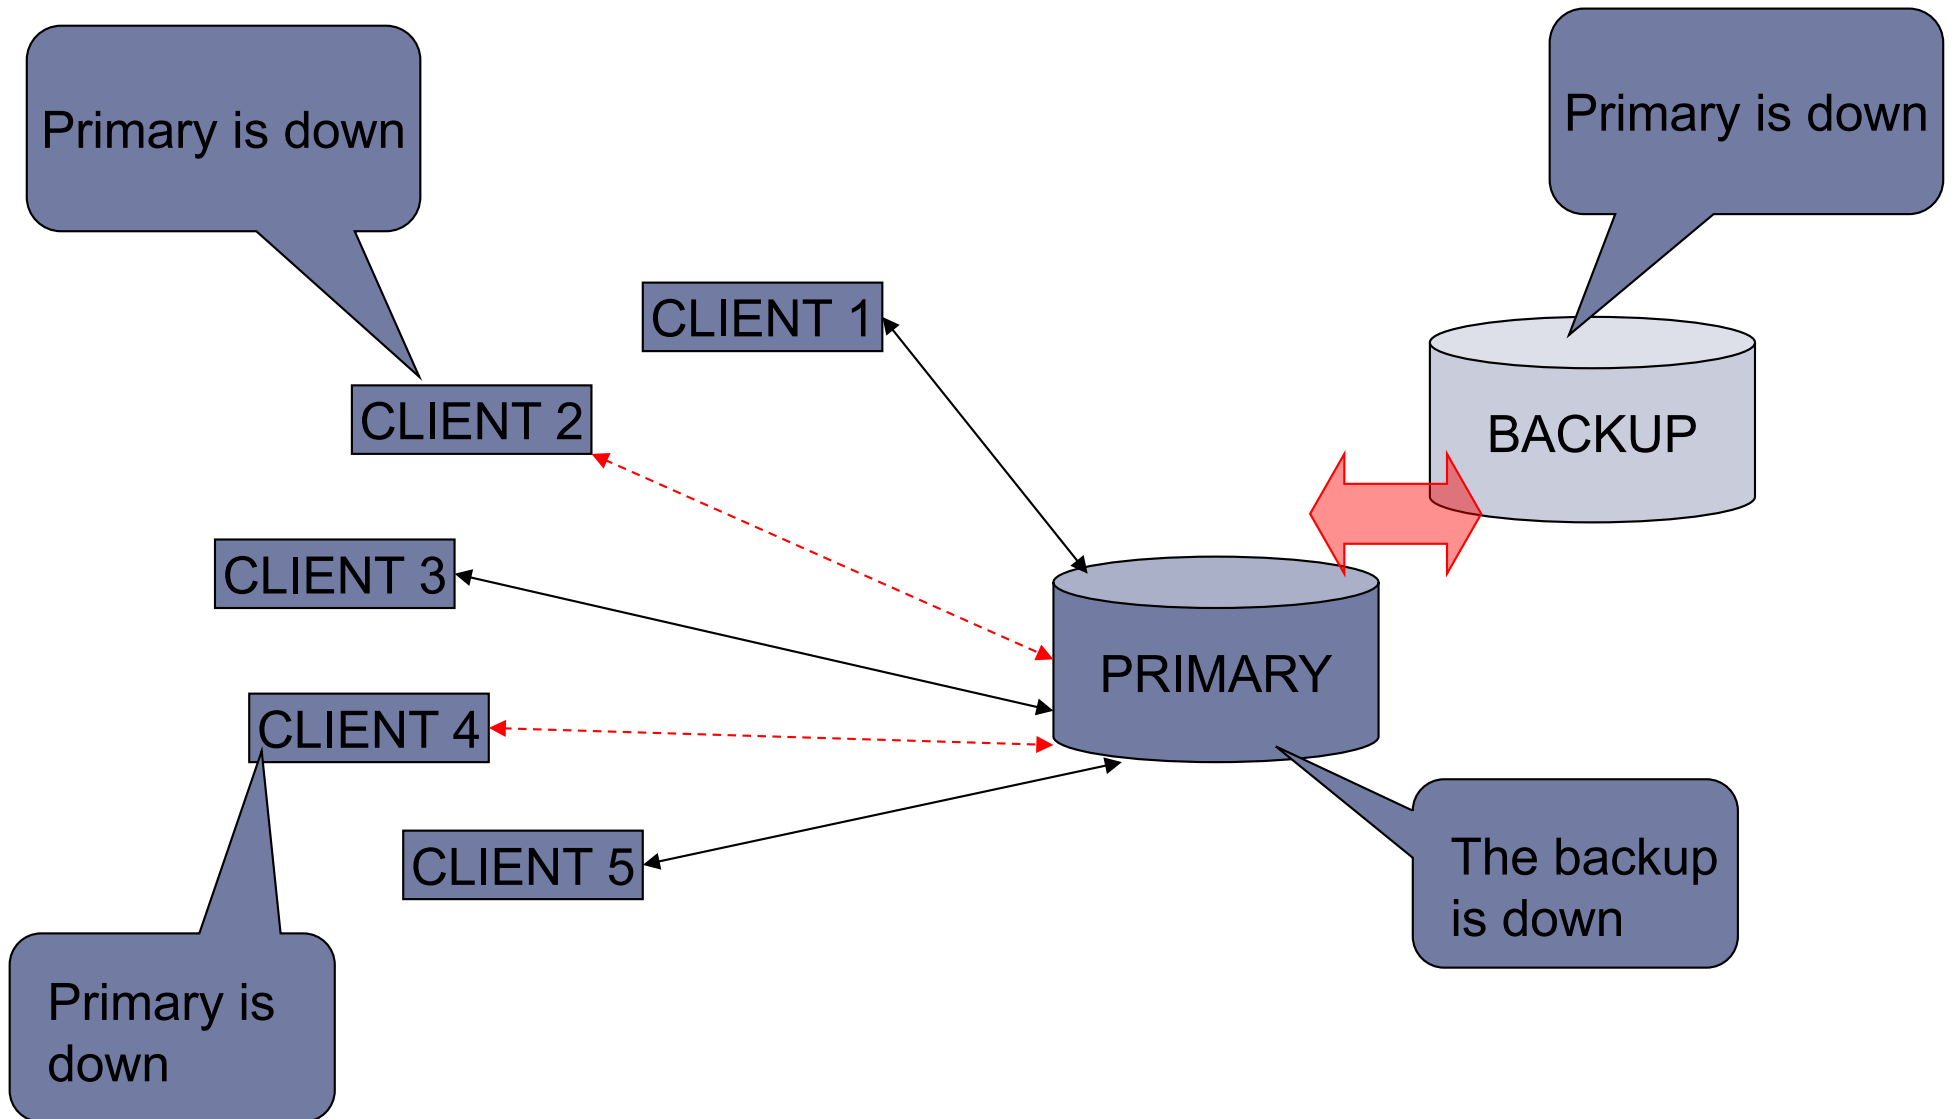 Primary is down
Primary is down
CLIENT 1
CLIENT 2
BACKUP
CLIENT 3
PRIMARY
CLIENT 4
CLIENT 5
The backup
is down
Primary is
down